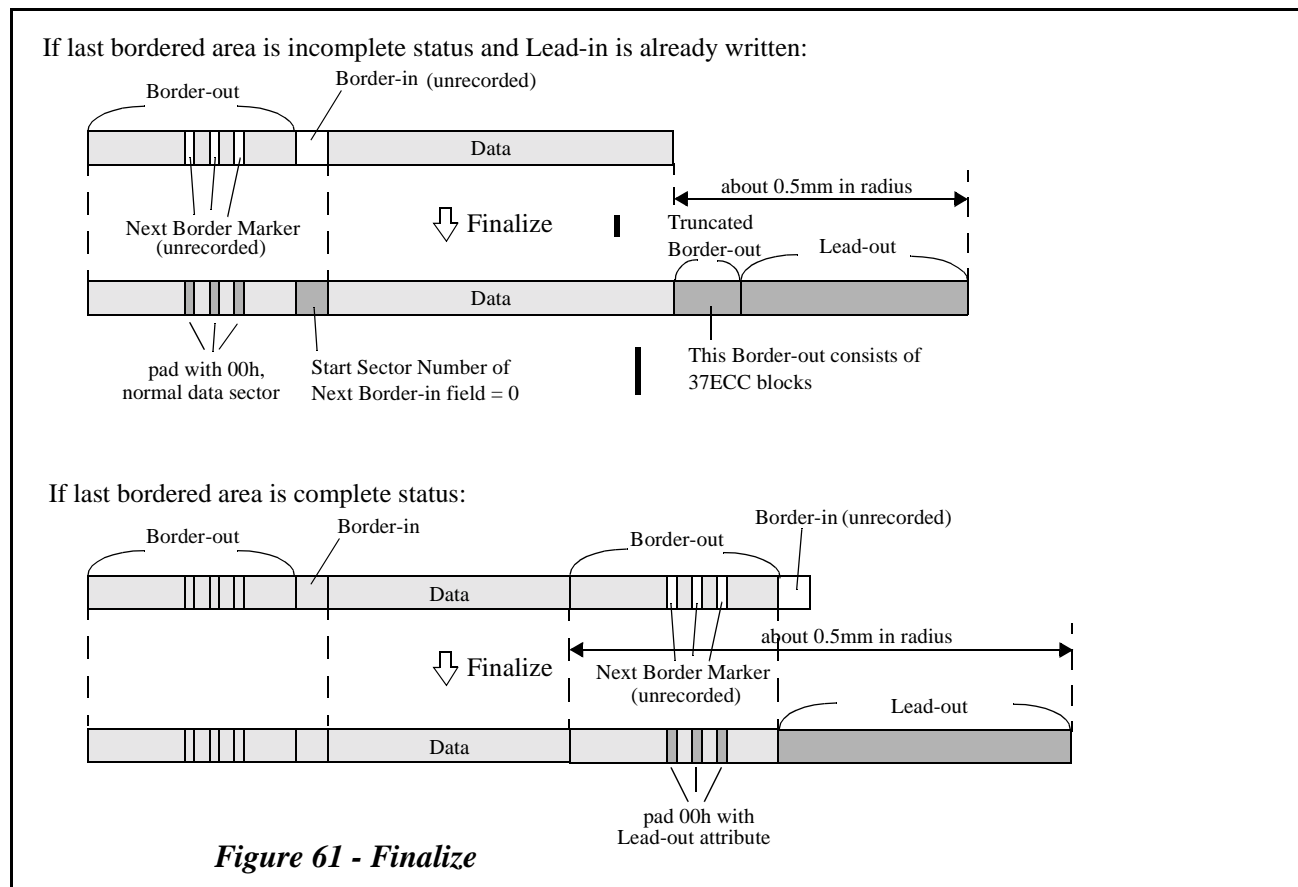 If last bordered area is incomplete status and Lead-in is already written:
Border-in (unrecorded)
Border-out
Data
about 0.5mm in radius
Next Border Marker
(unrecorded)
Finalize
Truncated
Border-out
Lead-out
Data
pad with 00h,
normal data sector
Start Sector Number of
Next Border-in field = 0
This Border-out consists of
37ECC blocks
If last bordered area is complete status:
Border-out
Border-in
Border-out
Border-in (unrecorded)
Data
about 0.5mm in radius
Finalize
Next Border Marker
(unrecorded)
Lead-out
Data
pad 00h with
Lead-out attribute
Figure 61 - Finalize